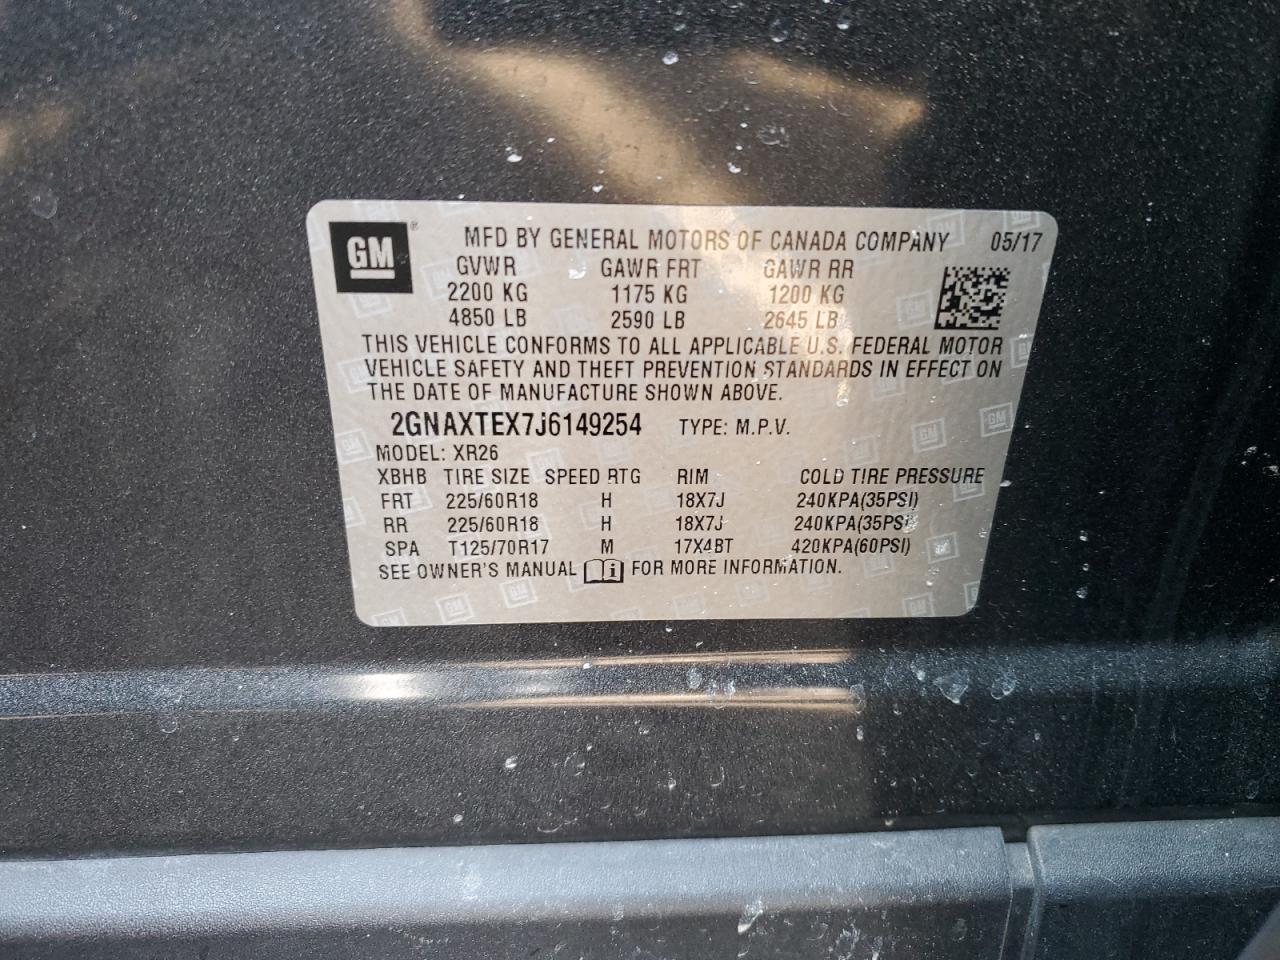 GM® MFD BY GENERAL MOTORS OF CANADA COMPANY 05/17
GVWR GAWR FRT GAWR RR
2200 KG 1175 KG 1200 KG
4850 LB 2590 LB 2645 LB
THIS VEHICLE CONFORMS TO ALL APPLICABLE U.S. FEDERAL MOTOR
VEHICLE SAFETY AND THEFT PREVENTION STANDARDS IN EFFECT ON
THE DATE OF MANUFACTURE SHOWN ABOVE.
2GNAXTEX7J6149254 TYPE: M.P.V.
MODEL: XR26
XBHB TIRE SIZE SPEED RTG RIM COLD TIRE PRESSURE
FRT 225/60R18 H 18X7J 240KPA(35PSI)
RR 225/60R18 H 18X7J 240KPA(35PSI)
SPA T125/70R17 M 17X4BT 420KPA(60PSI)
SEE OWNER'S MANUAL i FOR MORE INFORMATION.